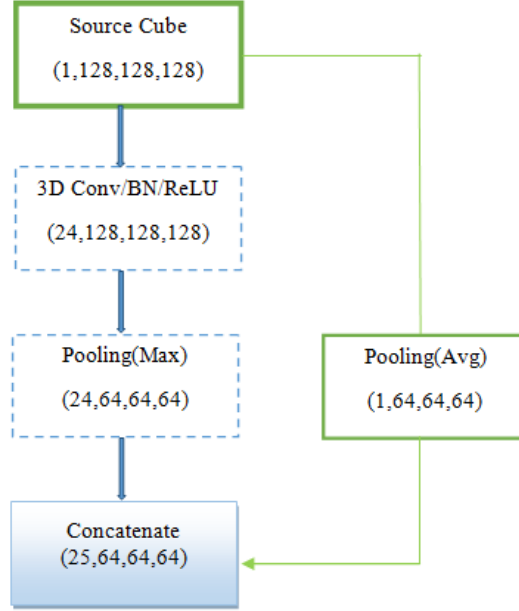 Source Cube
(1,128,128,128)
3D Conv/BN/ReLU
(24,128,128,128)
Pooling(Max)
(24,64,64,64)
Pooling(Avg)
(1,64,64,64)
Concatenate
(25,64,64,64)